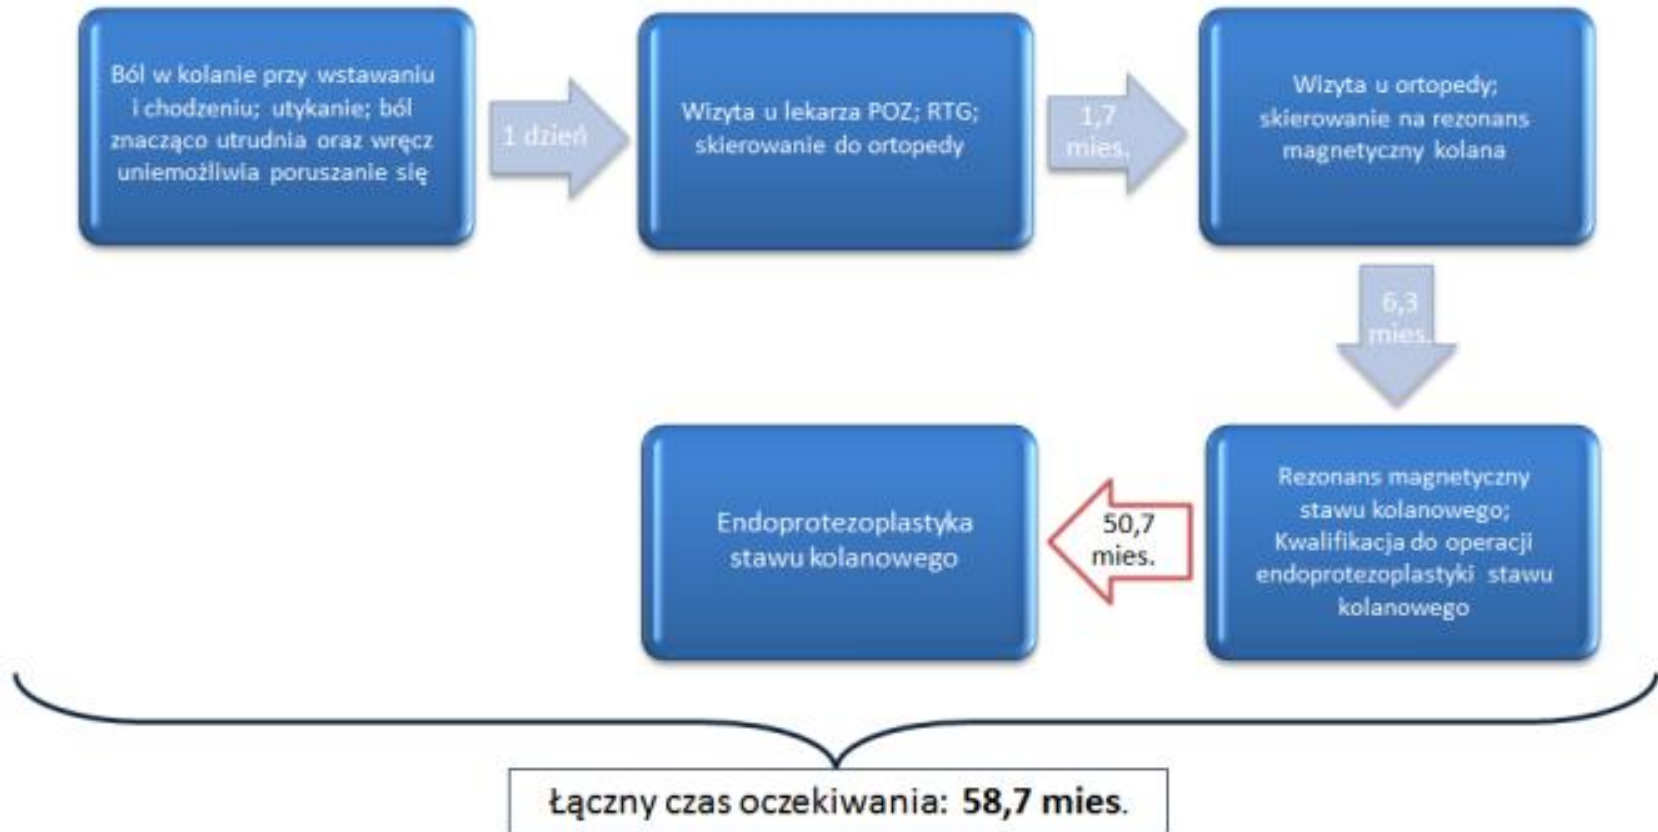 Ból w kolanie przy wstawaniu
i chodzeniu; utykanie; ból
znacząco utrudnia oraz wręcz
uniemożliwia poruszanie się
1 dzień
Wizyta u lekarza POZ; RTG;
skierowanie do ortopedy
1,7
mies.
Wizyta u ortopedy;
skierowanie na rezonans
magnetyczny kolana
6,3
mies.
Rezonans magnetyczny
stawu kolanowego;
Kwalifikacja do operacji
endoprotezoplastyki stawu
kolanowego
50,7
mies.
Endoprotezoplastyka
stawu kolanowego
Łączny czas oczekiwania: 58,7 mies.